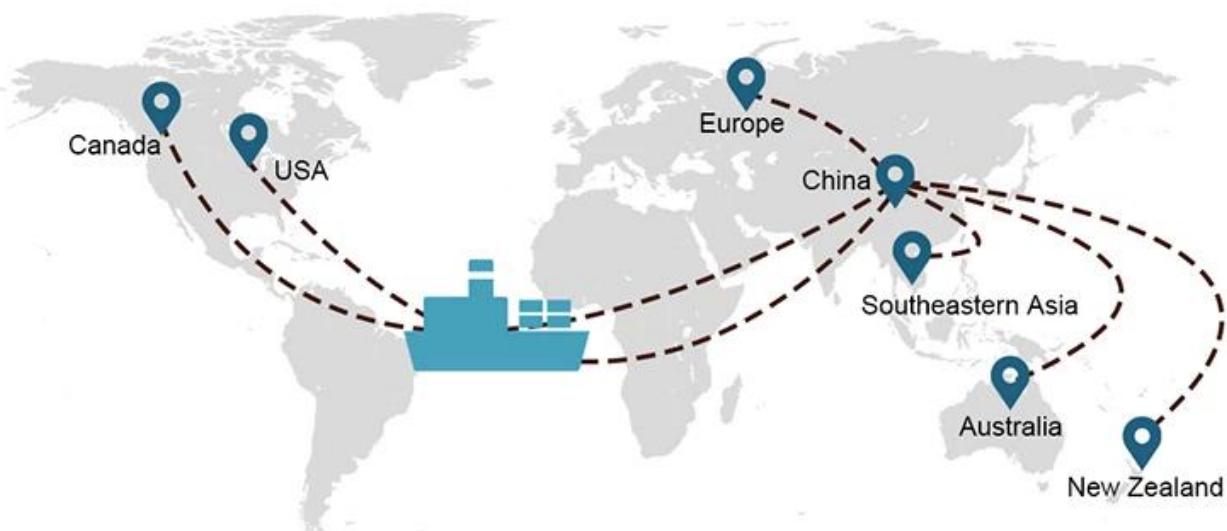 Canada
USA
Europe
China
Southeastern Asia
Australia
New Zealand